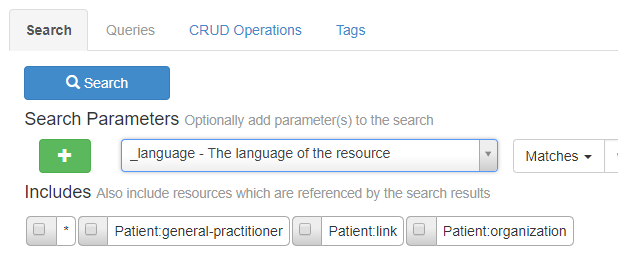 Search Queries CRUD Operations Tags
Search
Search Parameters Optionally add parameter(s) to the search
+ _language - The language of the resource Matches
Includes Also include resources which are referenced by the search results
* Patient:general-practitioner Patient:link Patient:organization